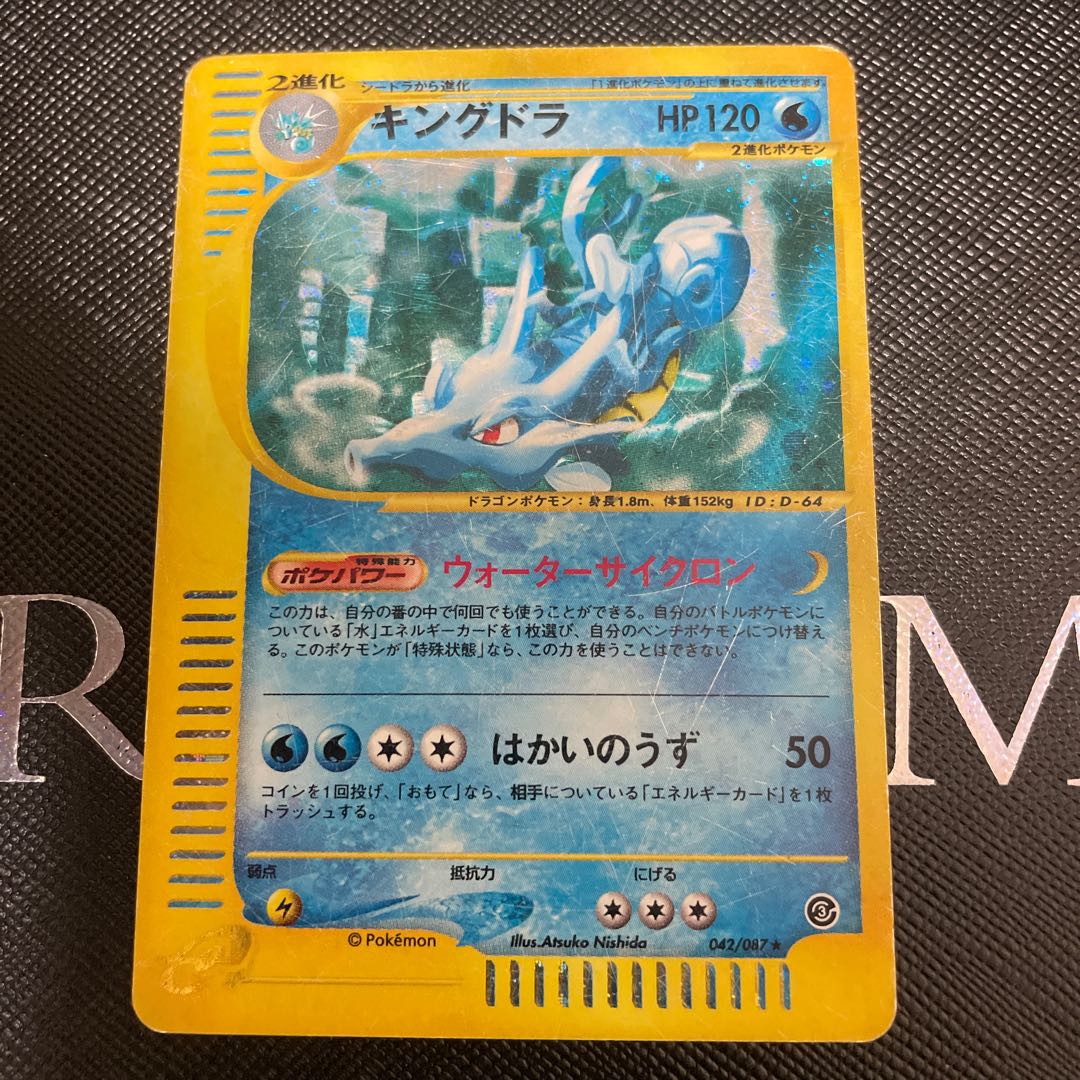 2進化 シードラから進化 「1進化ポケモン」の上に重ねて進化させます。
キングドラ HP120
2進化ポケモン
ドラゴンポケモン：身長1.8m、体重152kg ID：D-64
特殊能力
ポケパワー ウォーターサイクロン
この力は、自分の番の中で何回でも使うことができる。自分のバトルポケモンに
ついている「水」エネルギーカードを1枚選び、自分のベンチポケモンにつけ替え
る。このポケモンが「特殊状態」なら、この力を使うことはできない。
はかいのうず 50
コインを1回投げ、「おもて」なら、相手についている「エネルギーカード」を1枚
トラッシュする。
弱点 抵抗力 にげる
3
© Pokémon Illus.Atsuko Nishida 042/087★
R M